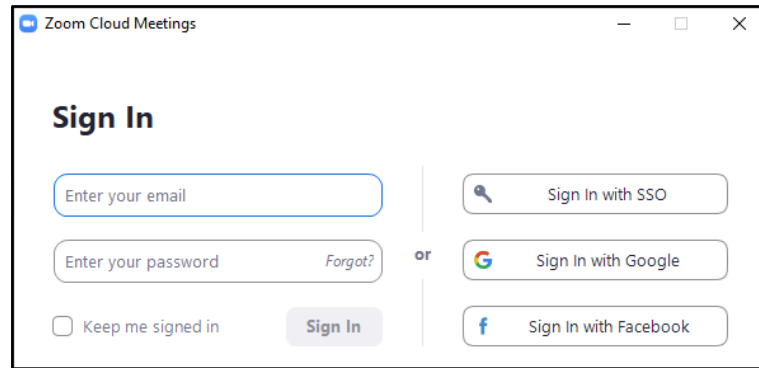 Zoom Cloud Meetings
Sign In
Enter your email
Enter your password Forgot?
Keep me signed in Sign In
or
Sign In with SSO
Sign In with Google
Sign In with Facebook